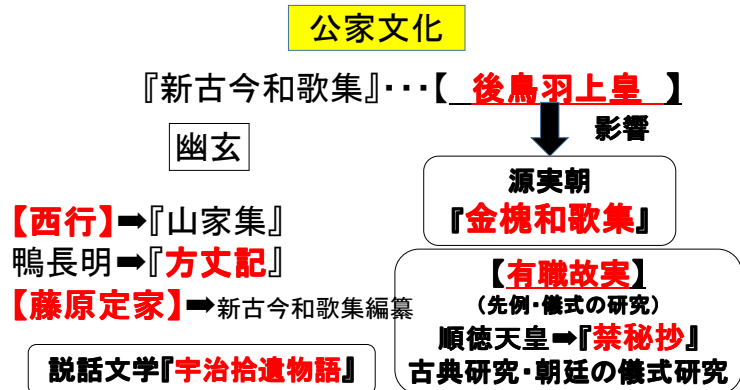 公家文化
『新古今和歌集』・・・【 後鳥羽上皇 】
影響
幽玄
源実朝
『金槐和歌集』
【西行】➡『山家集』
鴨長明➡『方丈記』
【藤原定家】➡新古今和歌集編纂
【有職故実】
（先例・儀式の研究）
順徳天皇➡『禁秘抄』
古典研究・朝廷の儀式研究
説話文学『宇治拾遺物語』